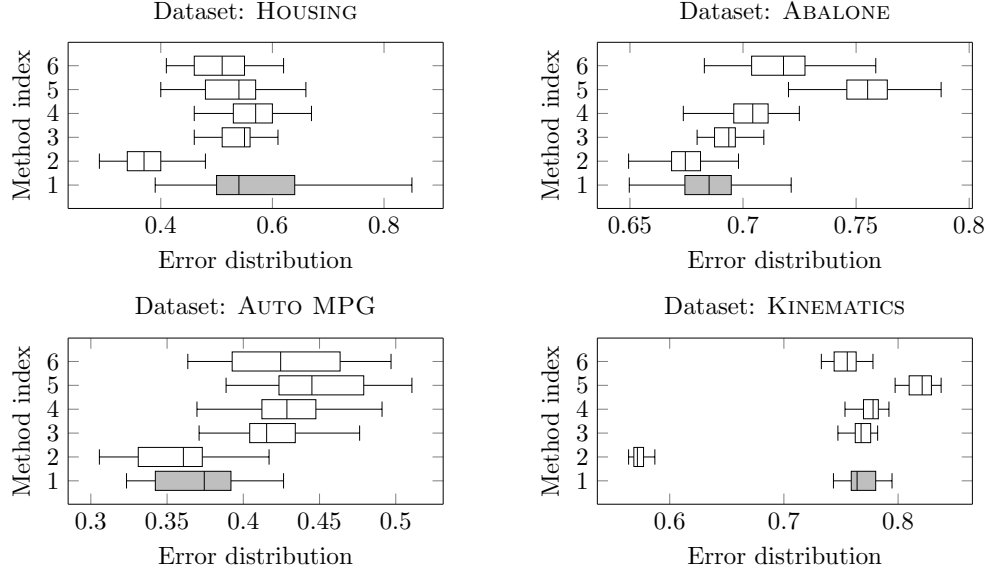 Dataset: HOUSING
Method index
6
5
4
3
2
1
0.4 0.6 0.8
Error distribution
Dataset: ABALONE
Method index
6
5
4
3
2
1
0.65 0.7 0.75 0.8
Error distribution
Dataset: AUTO MPG
Method index
6
5
4
3
2
1
0.3 0.35 0.4 0.45 0.5
Error distribution
Dataset: KINEMATICS
Method index
6
5
4
3
2
1
0.6 0.7 0.8
Error distribution